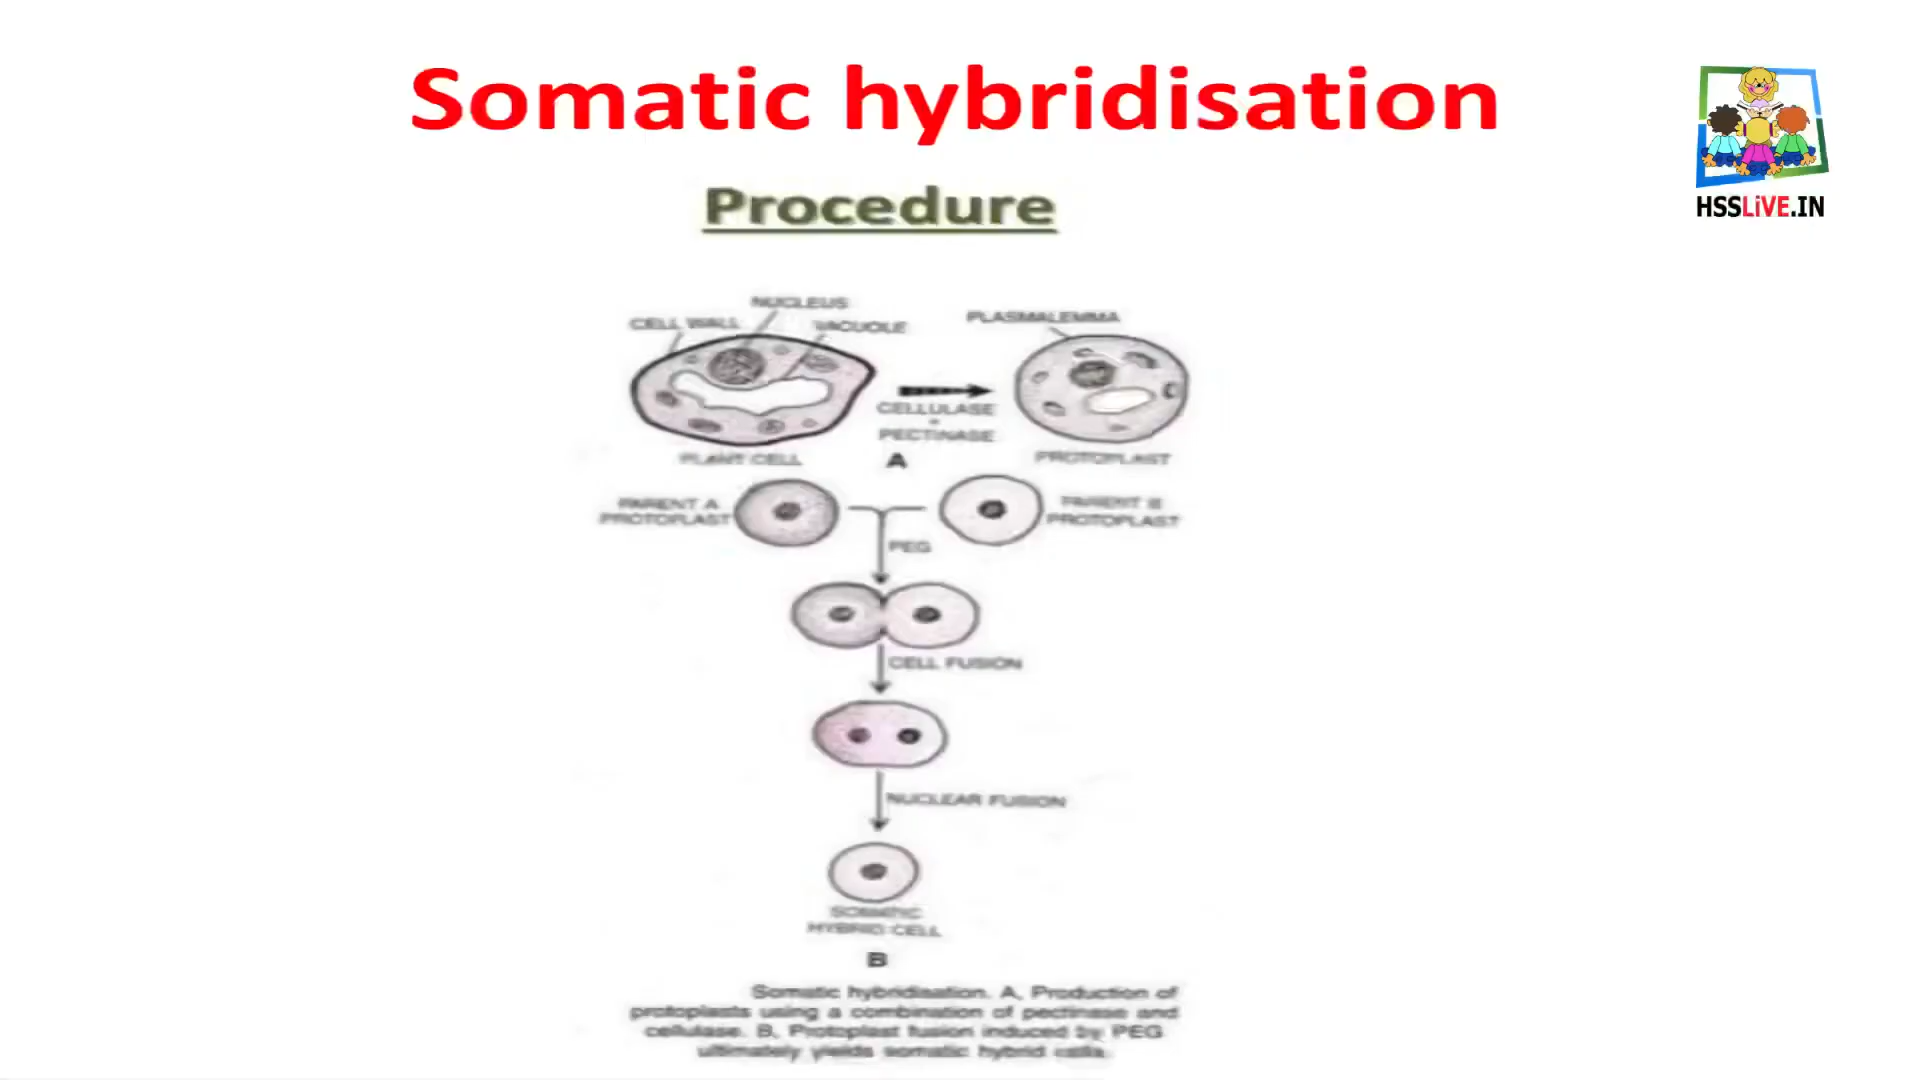 Somatic hybridisation
HSSLiVE.IN
Procedure
NUCLEUS
CELL WALL
VACUOLE
PLASMALEMMA
CELLULASE
+
PECTINASE
PLANT CELL
A
PROTOPLAST
PARENT A
PROTOPLAST
PARENT B
PROTOPLAST
PEG
CELL FUSION
NUCLEAR FUSION
SOMATIC
HYBRID CELL
B
Somatic hybridisation. A, Production of
protoplasts using a combination of pectinase and
cellulase. B, Protoplast fusion induced by PEG
ultimately yields somatic hybrid cells.